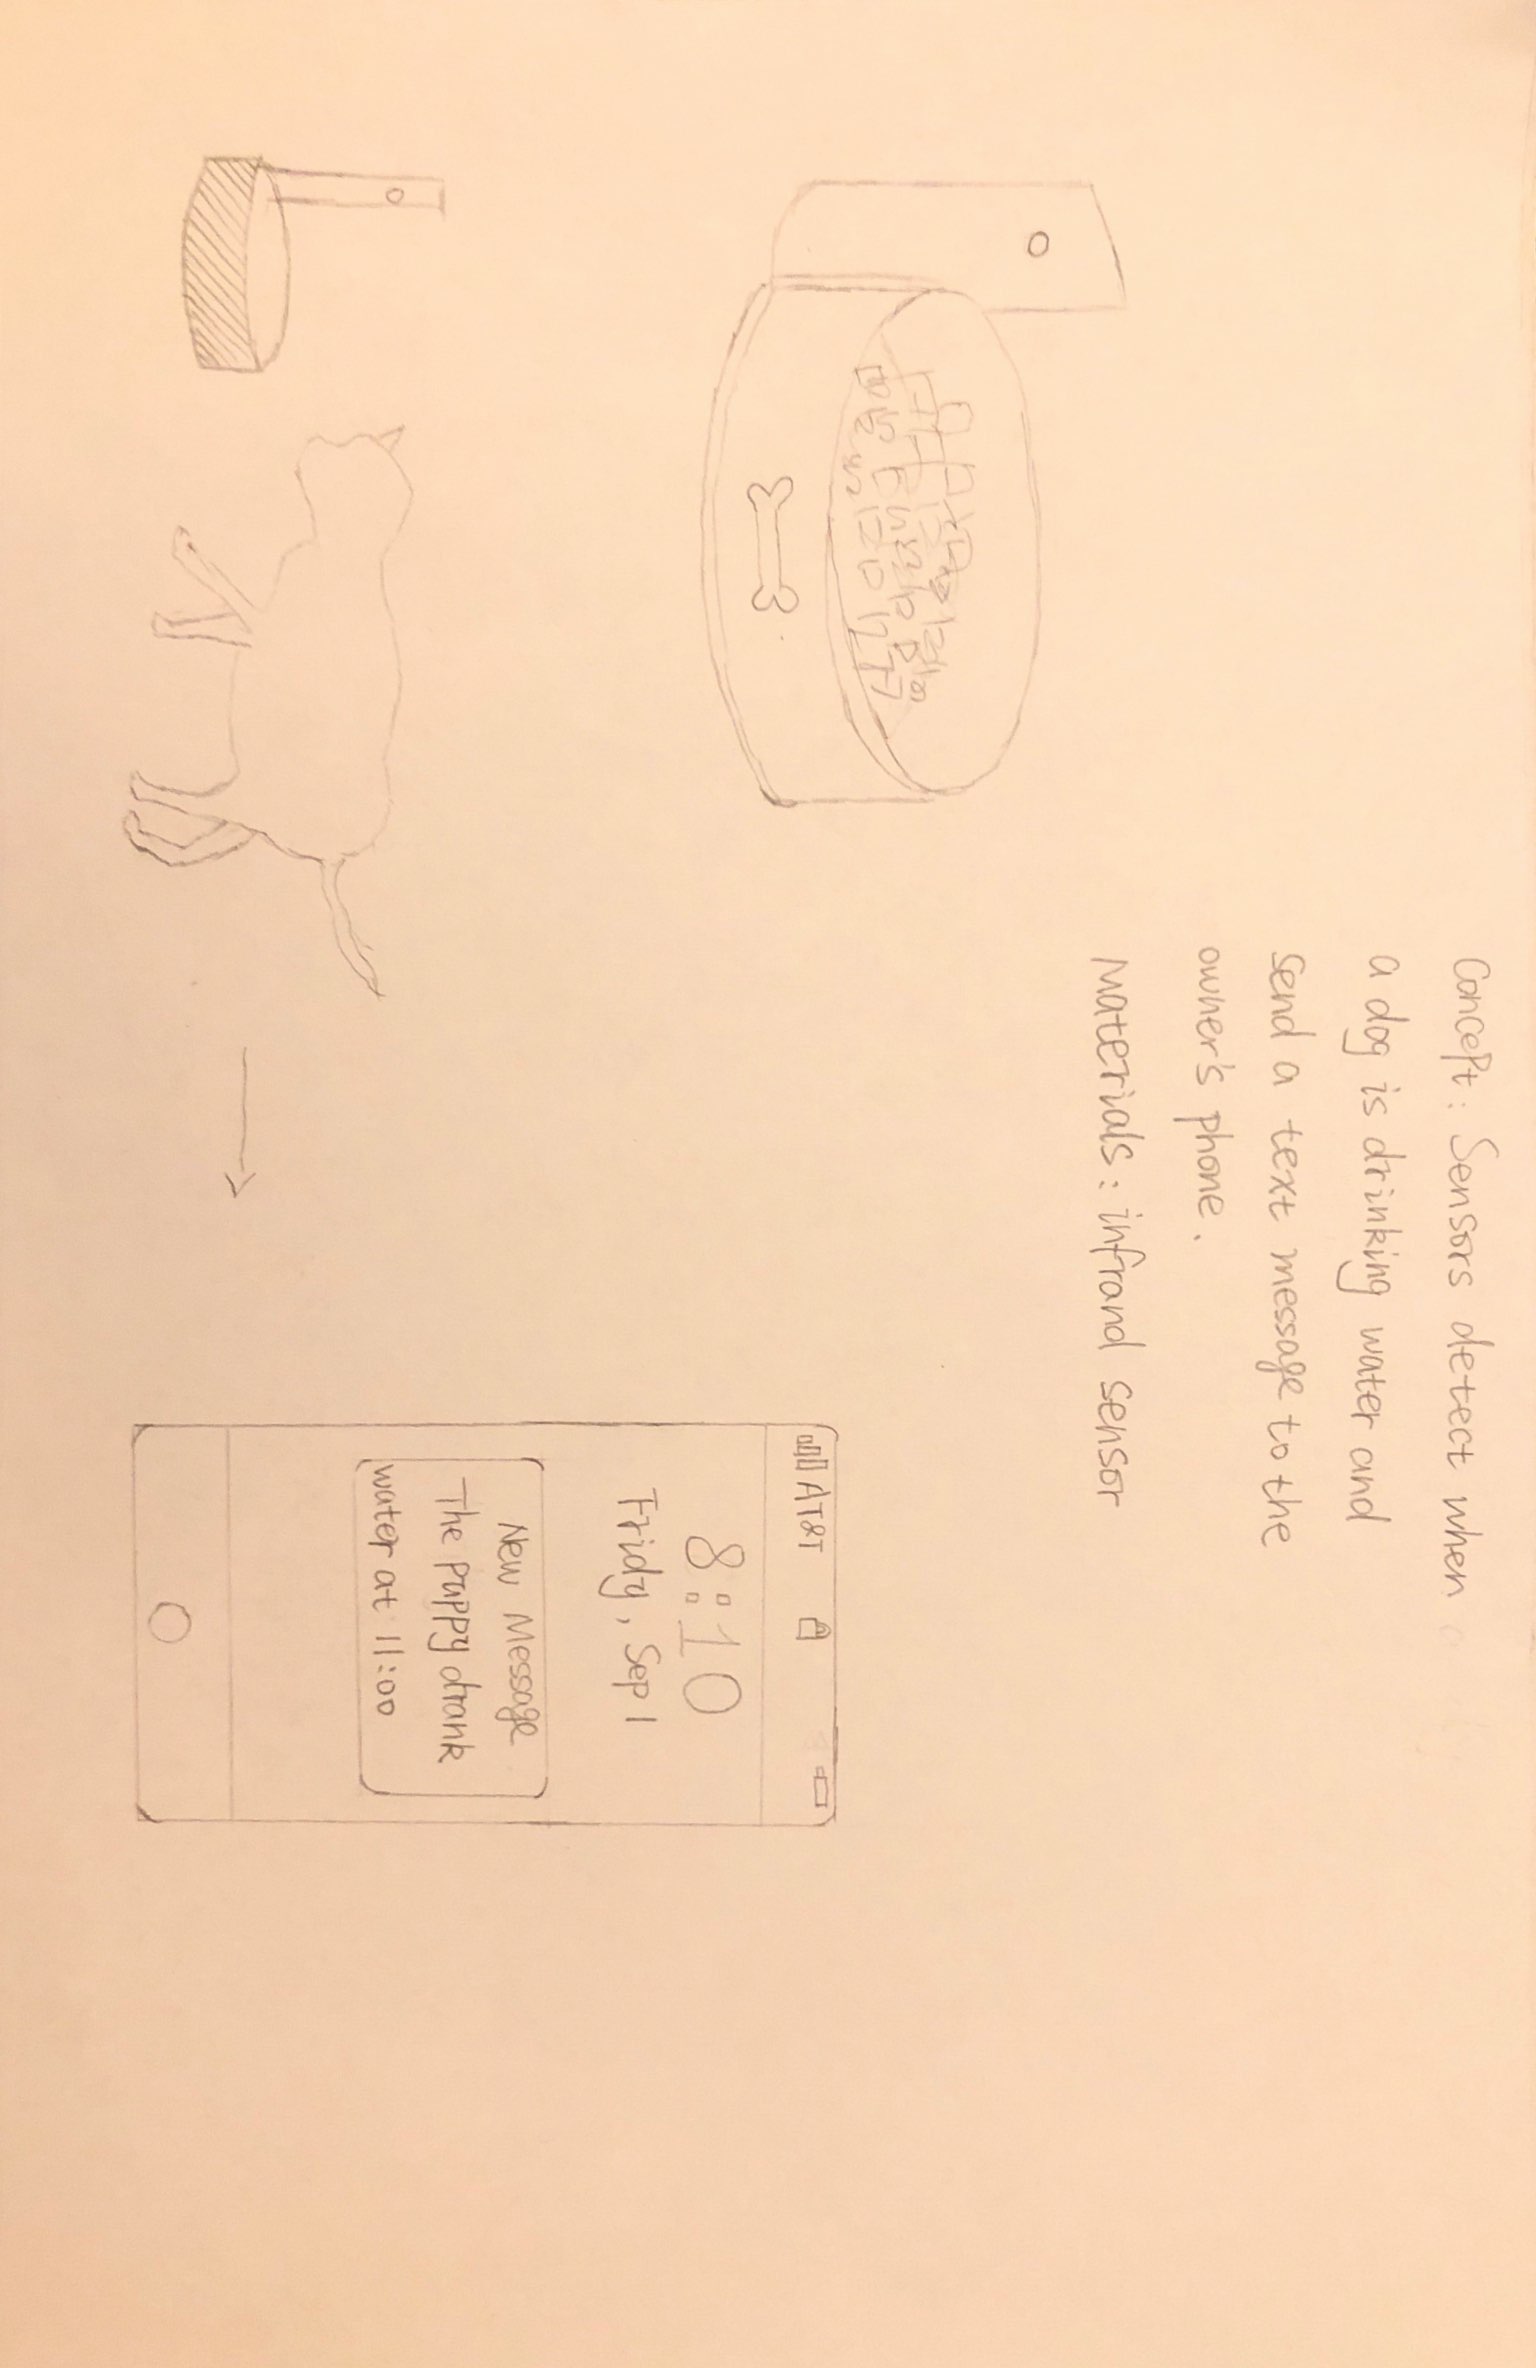 Concept: Sensors detect when
a dog is drinking water and
send a text message to the
owner's phone.
Materials: infrand sensor
AT&T
8:10
Fridy, Sep 1
New Message
The puppy drank
water at 11:00